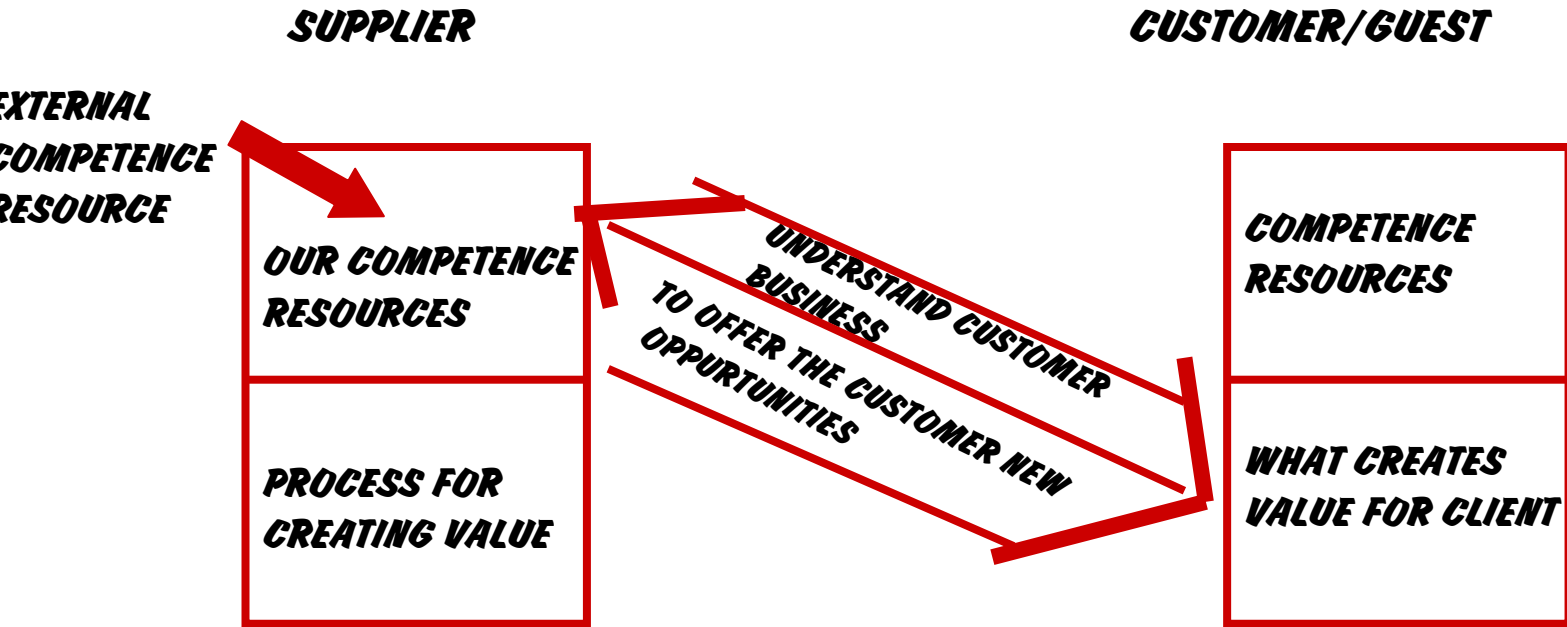 SUPPLIER
CUSTOMER/GUEST
EXTERNAL
COMPETENCE
RESOURCE
OUR COMPETENCE
RESOURCES
PROCESS FOR
CREATING VALUE
UNDERSTAND CUSTOMER
BUSINESS
TO OFFER THE CUSTOMER NEW
OPPURTUNITIES
COMPETENCE
RESOURCES
WHAT CREATES
VALUE FOR CLIENT